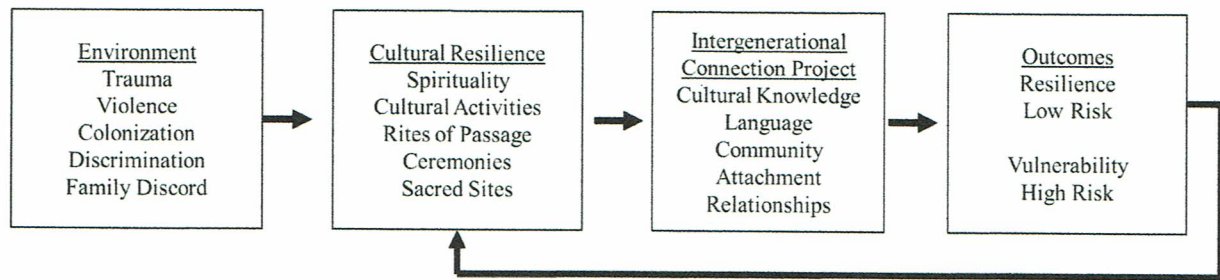 Environment
Trauma
Violence
Colonization
Discrimination
Family Discord
Cultural Resilience
Spirituality
Cultural Activities
Rites of Passage
Ceremonies
Sacred Sites
Intergenerational
Connection Project
Cultural Knowledge
Language
Community
Attachment
Relationships
Outcomes
Resilience
Low Risk
Vulnerability
High Risk